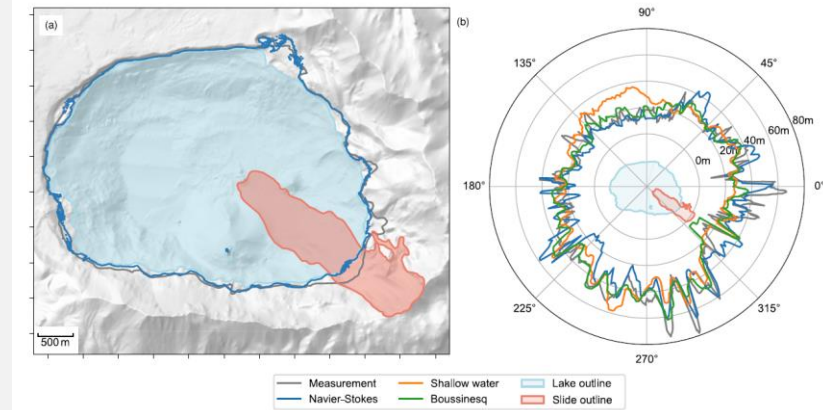 (a)
500 m
(b)
90°
45°
0°
315°
270°
225°
180°
135°
0m
20m
40m
60m
80m
Measurement
Navier-Stokes
Shallow water
Boussinesq
Lake outline
Slide outline